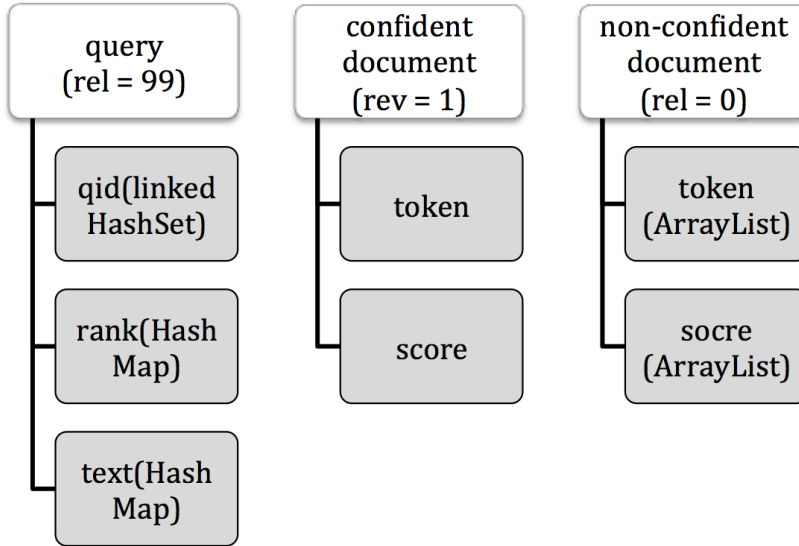 query
(rel = 99)
qid(linked
HashSet)
rank(Hash
Map)
text(Hash
Map)
confident
document
(rev = 1)
token
score
non-confident
document
(rel = 0)
token
(ArrayList)
socre
(ArrayList)